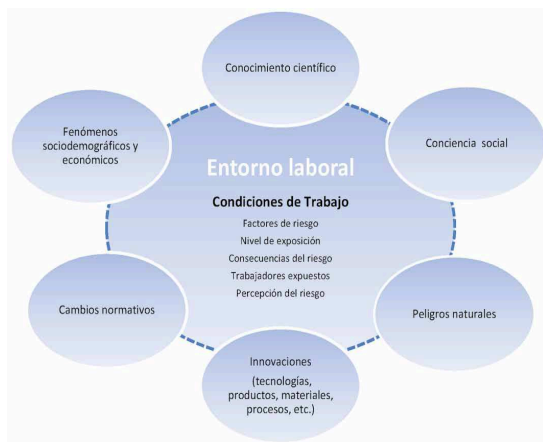 Conocimiento científico
Fenómenos
sociodemográficos y
económicos
Conciencia social
Entorno laboral
Condiciones de Trabajo
Factores de riesgo
Nivel de exposición
Consecuencias del riesgo
Trabajadores expuestos
Percepción del riesgo
Cambios normativos
Peligros naturales
Innovaciones
(tecnologías,
productos, materiales,
procesos, etc.)